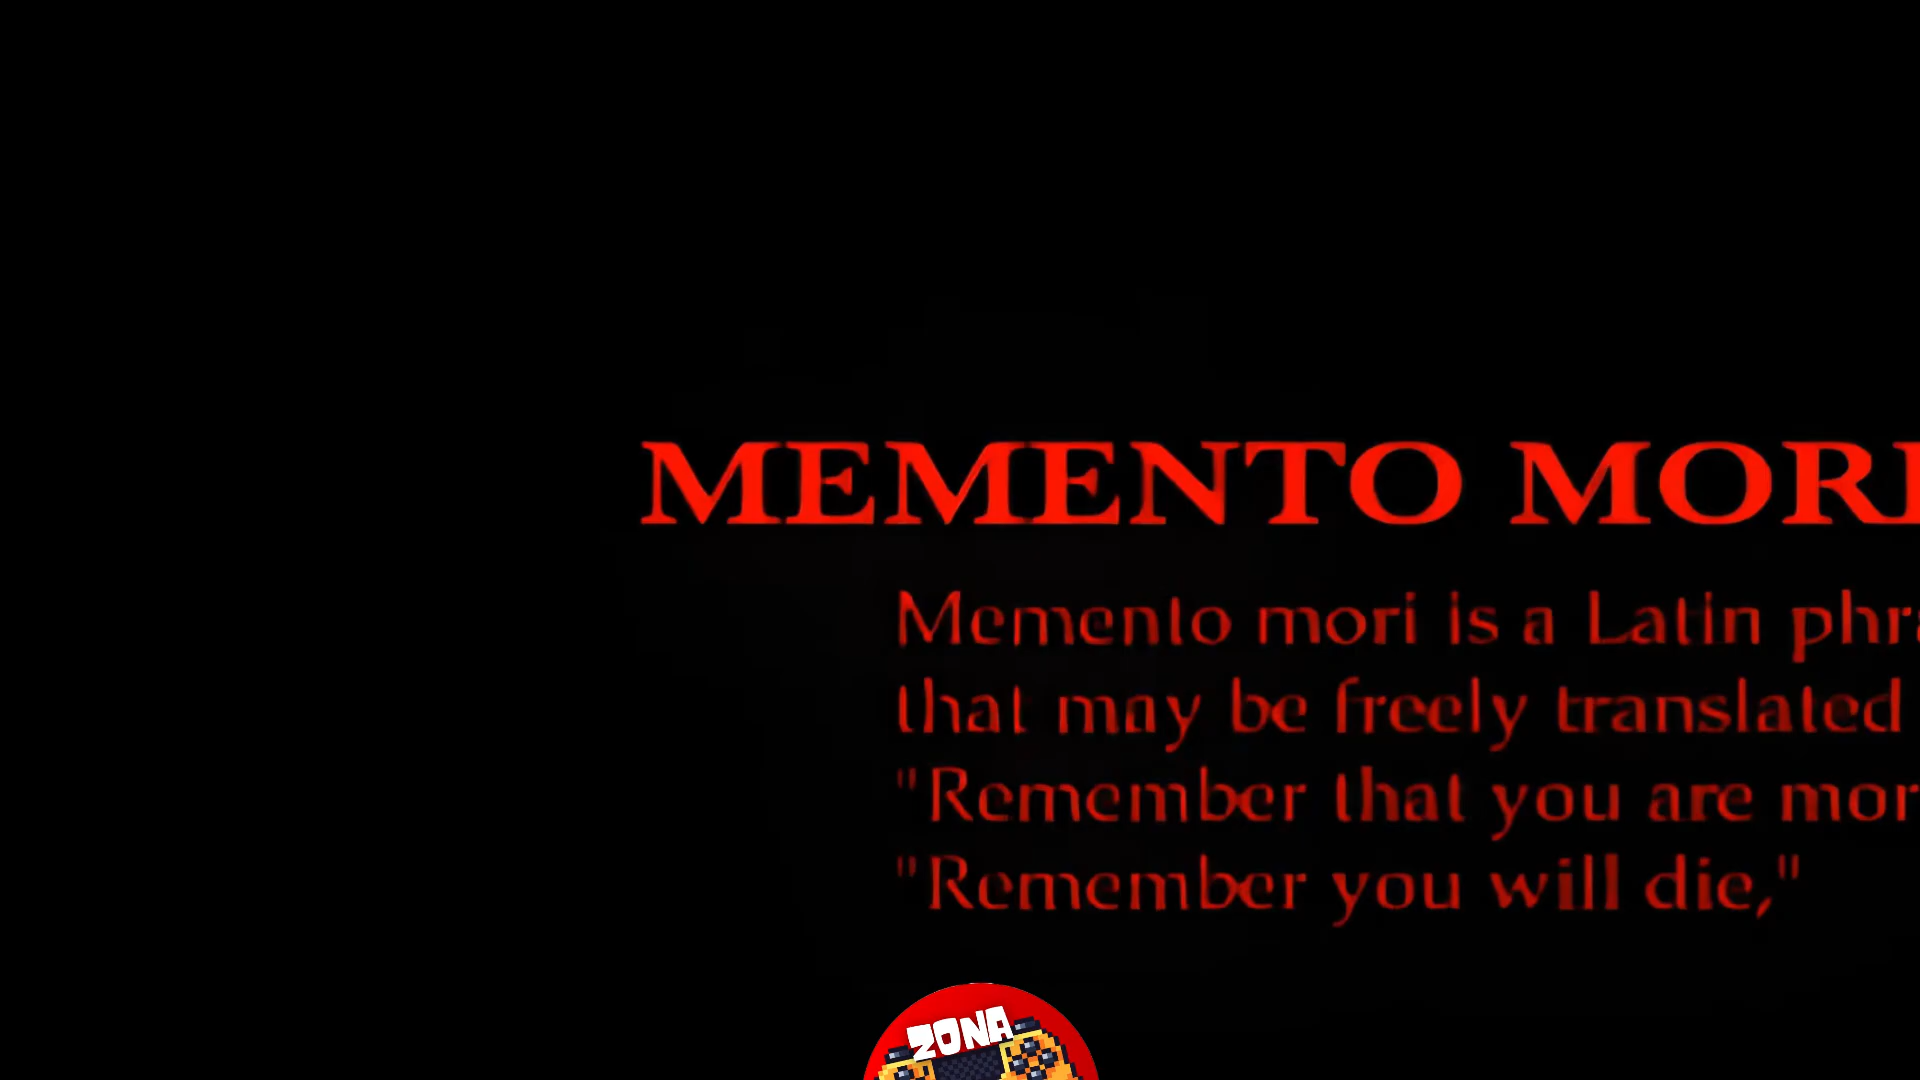 MEMENTO MORI
Memento mori is a Latin phra
that may be freely translated
"Remember that you are mor
"Remember you will die,"
ZONA